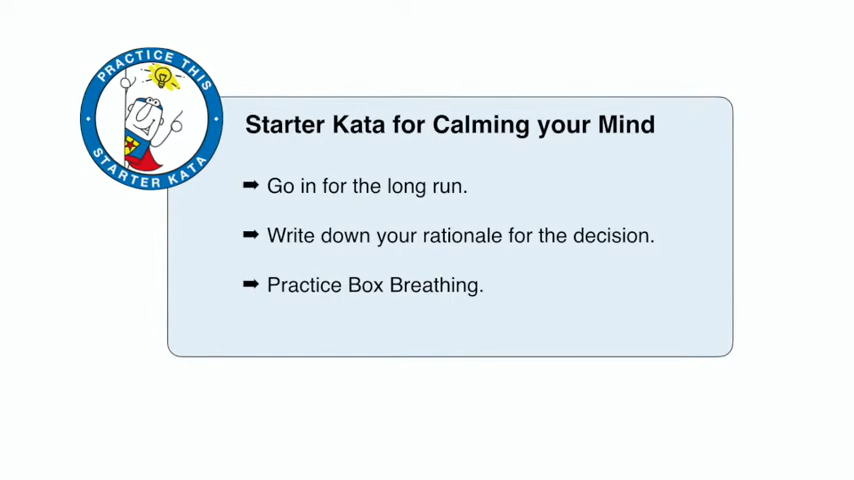 PRACTICE THIS
STARTER KATA
Starter Kata for Calming your Mind
➡ Go in for the long run.
➡ Write down your rationale for the decision.
➡ Practice Box Breathing.